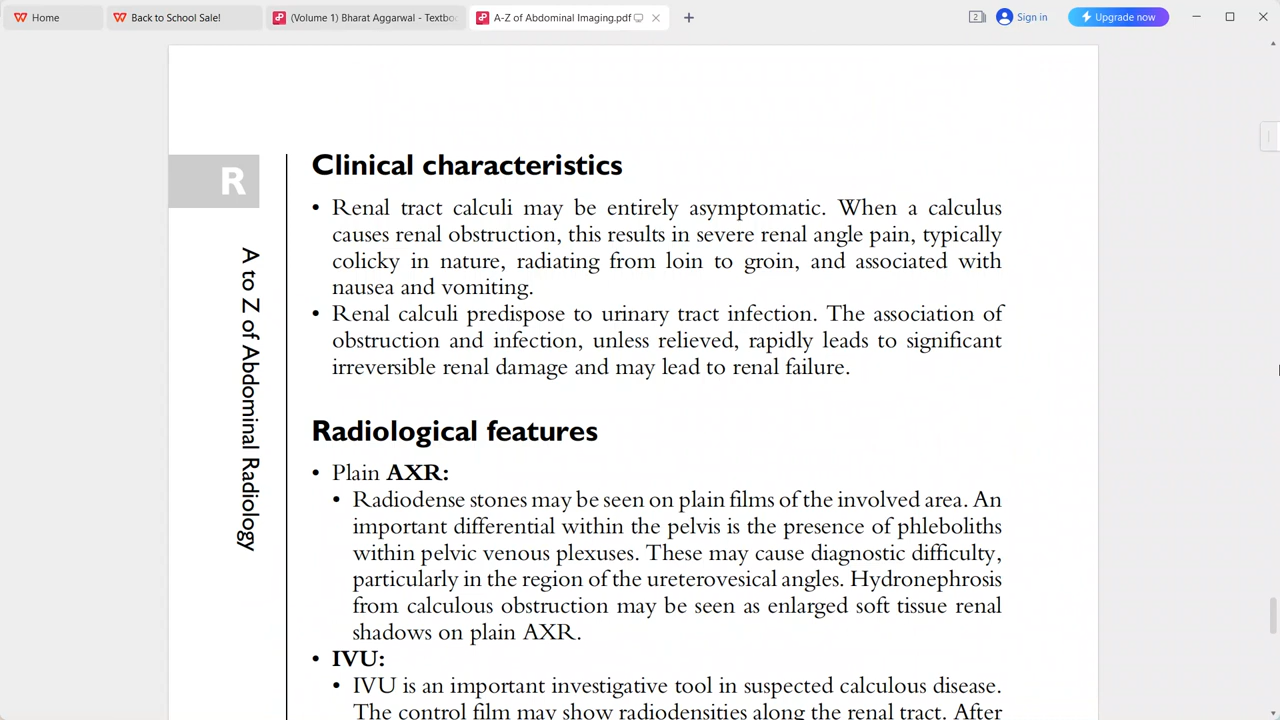 Home
Back to School Sale!
(Volume 1) Bharat Aggarwal - Textbo
A-Z of Abdominal Imaging.pdf
2
Sign in
Upgrade now
R
A to Z of Abdominal Radiology
Clinical characteristics
• Renal tract calculi may be entirely asymptomatic. When a calculus
causes renal obstruction, this results in severe renal angle pain, typically
colicky in nature, radiating from loin to groin, and associated with
nausea and vomiting.
• Renal calculi predispose to urinary tract infection. The association of
obstruction and infection, unless relieved, rapidly leads to significant
irreversible renal damage and may lead to renal failure.
Radiological features
• Plain AXR:
• Radiodense stones may be seen on plain films of the involved area. An
important differential within the pelvis is the presence of phleboliths
within pelvic venous plexuses. These may cause diagnostic difficulty,
particularly in the region of the ureterovesical angles. Hydronephrosis
from calculous obstruction may be seen as enlarged soft tissue renal
shadows on plain AXR.
• IVU:
• IVU is an important investigative tool in suspected calculous disease.
The control film may show radiodensities along the renal tract. After